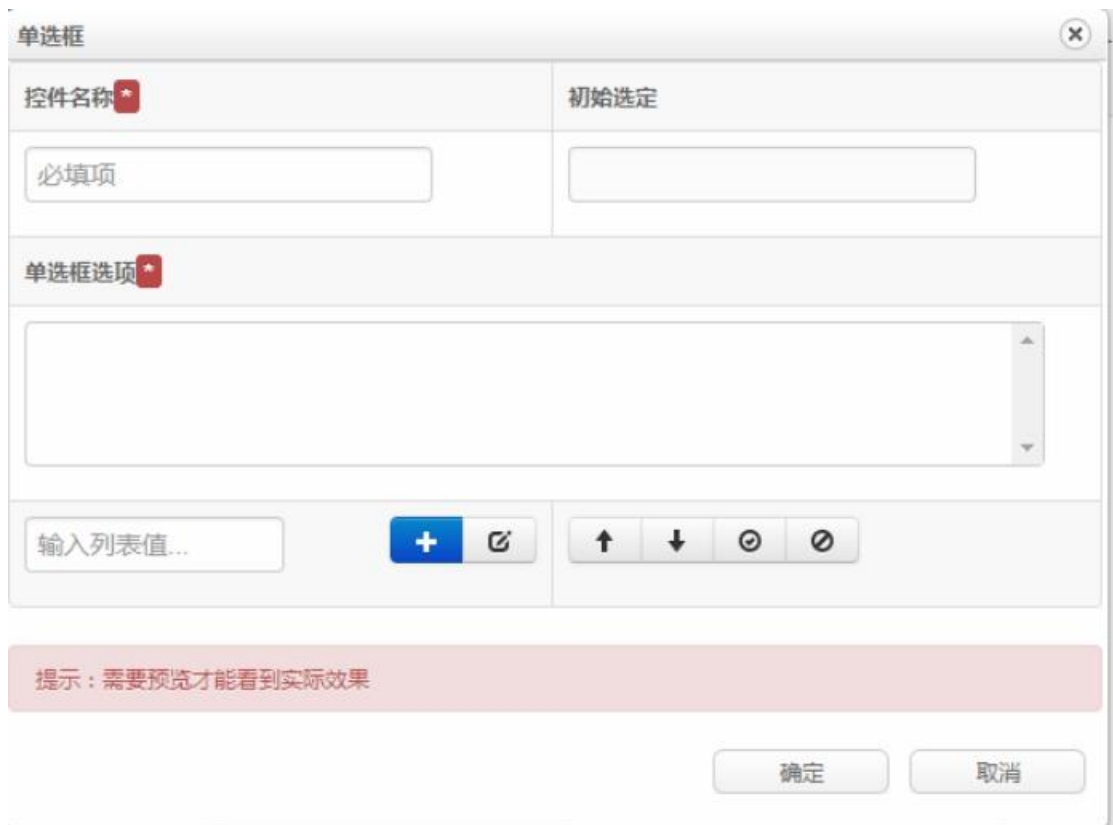 单选框
控件名称*
初始选定
必填项
单选框选项*
输入列表值...
提示：需要预览才能看到实际效果
确定
取消